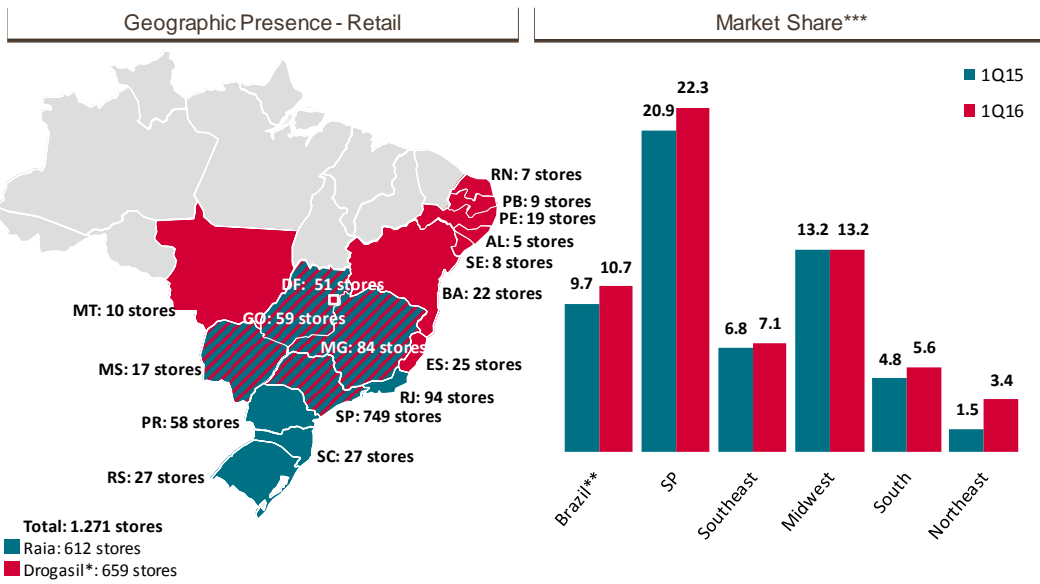 Geographic Presence - Retail
RN: 7 stores
PB: 9 stores
PE: 19 stores
AL: 5 stores
SE: 8 stores
DF: 51 stores
BA: 22 stores
MT: 10 stores
GO: 59 stores
MG: 84 stores
ES: 25 stores
MS: 17 stores
RJ: 94 stores
SP: 749 stores
PR: 58 stores
SC: 27 stores
RS: 27 stores
Total: 1.271 stores
Raia: 612 stores
Drogasil*: 659 stores
Market Share***
1Q15
1Q16
9.7
10.7
20.9
22.3
6.8
7.1
13.2
13.2
4.8
5.6
1.5
3.4
Brazil**
SP
Southeast
Midwest
South
Northeast